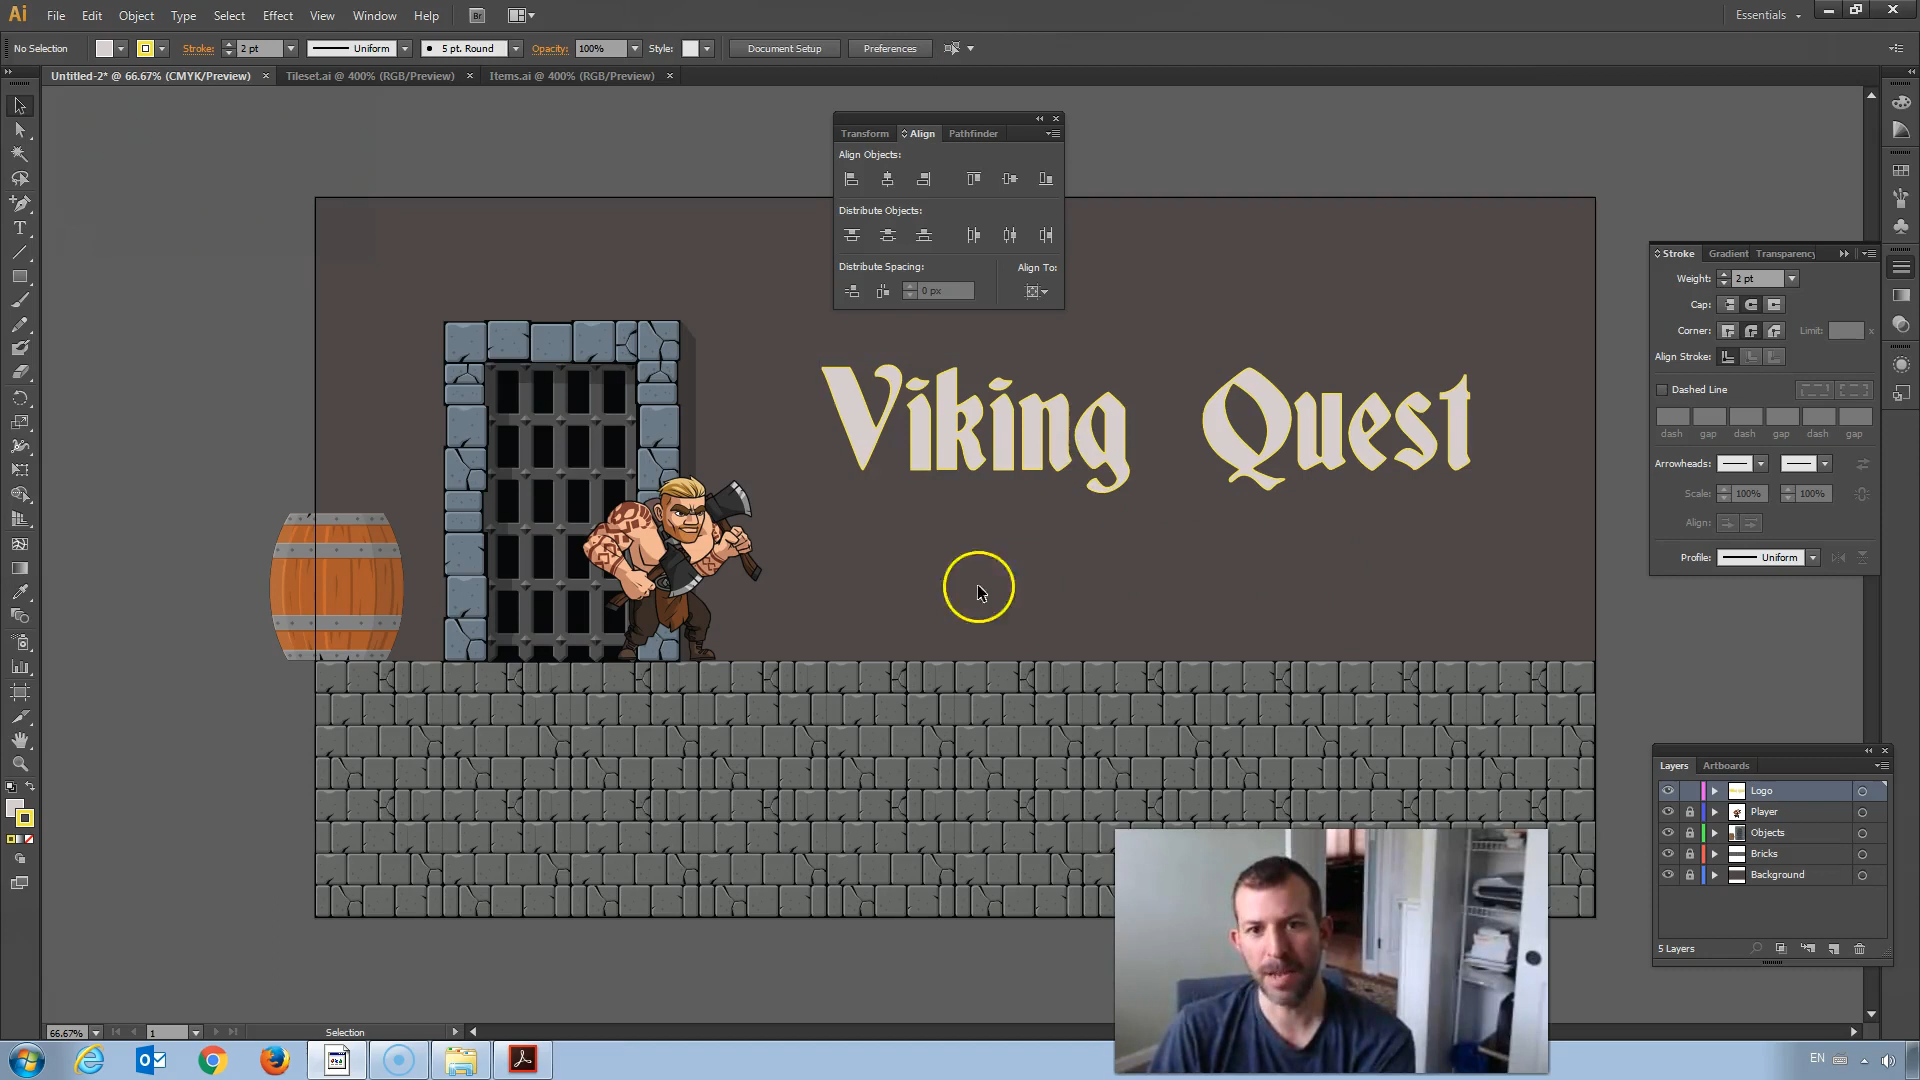 Ai File Edit Object Type Select Effect View Window Help Br Essentials
No Selection Stroke: 2 pt Uniform 5 pt. Round Opacity: 100% Style: Document Setup Preferences
Untitled-2* @ 66.67% (CMYK/Preview) × Tileset.ai @ 400% (RGB/Preview) × Items.ai @ 400% (RGB/Preview) ×
Transform Align Pathfinder
Align Objects:
Distribute Objects:
Distribute Spacing: Align To:
0 px
Stroke Gradient Transparency
Weight: 2 pt
Cap:
Corner: Limit: x
Align Stroke:
Dashed Line
dash gap dash gap dash gap
Arrowheads:
Scale: 100% 100%
Align:
Profile: Uniform
Viking Quest
Layers Artboards
Logo
Player
Objects
Bricks
Background
5 Layers
66.67% 1 Selection
EN